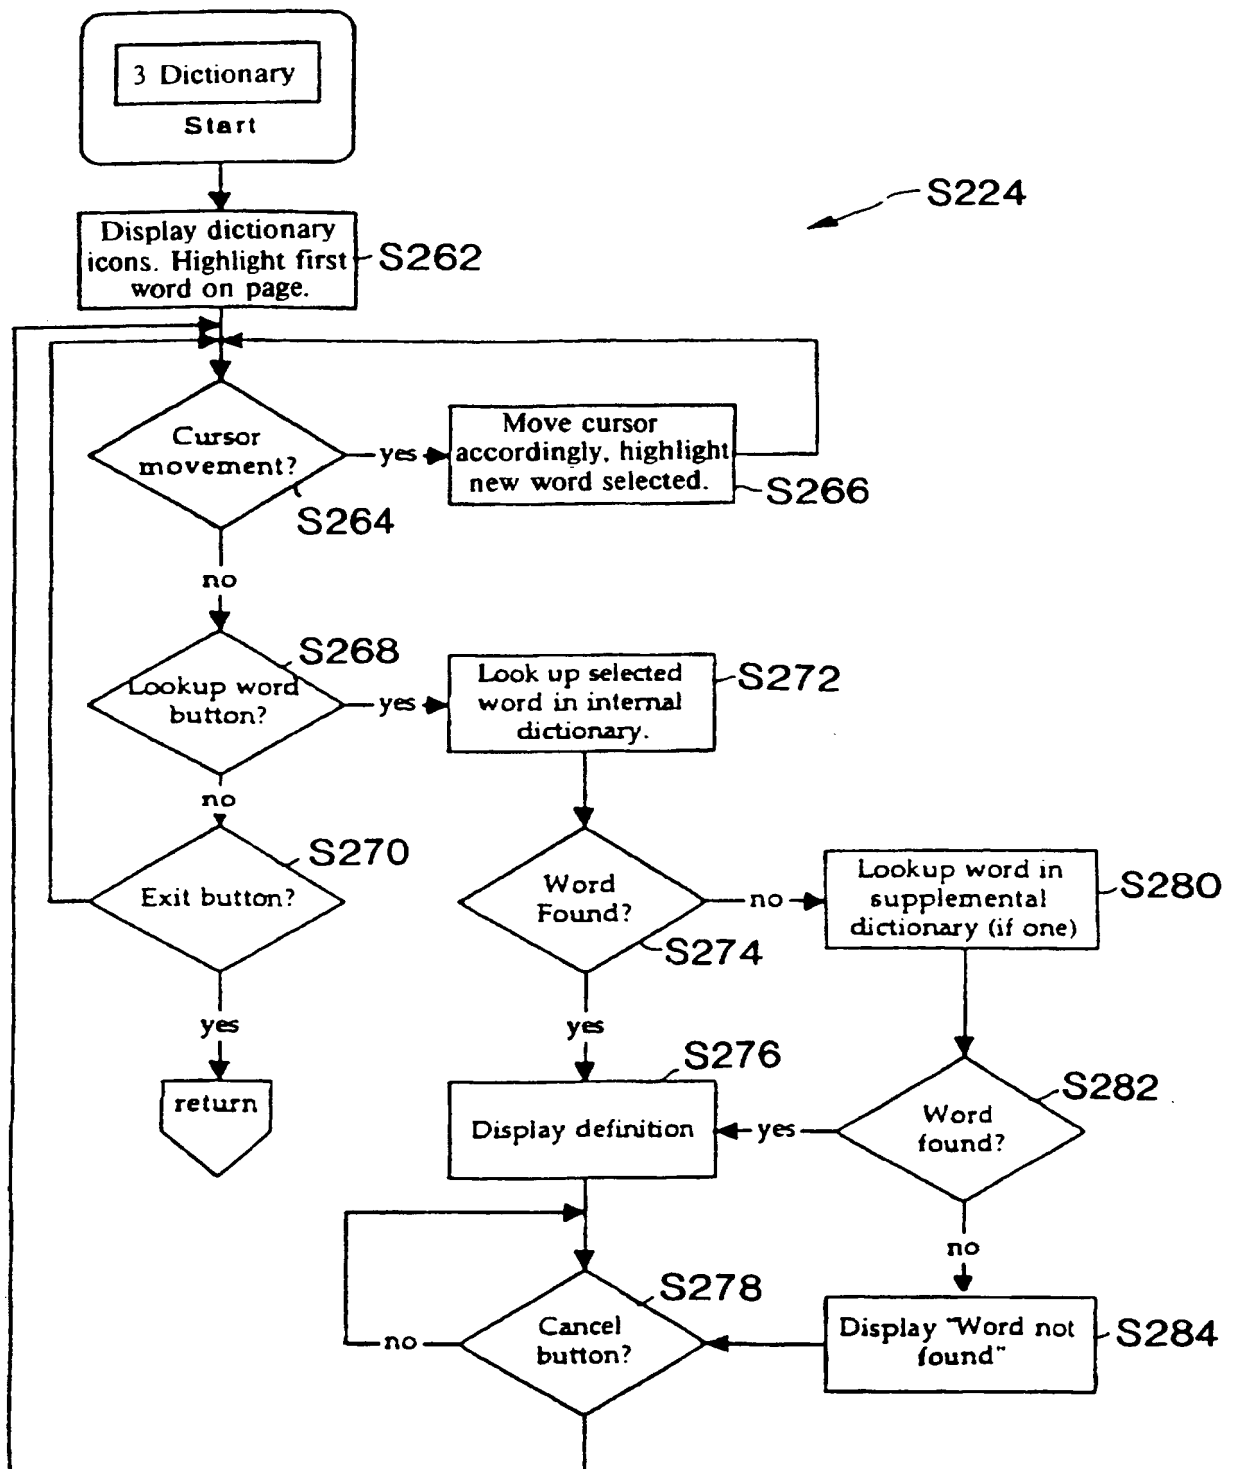 3 Dictionary
Start
S224
Display dictionary
icons. Highlight first
word on page.
S262
Cursor
movement?
S264
yes
Move cursor
accordingly, highlight
new word selected.
S266
no
Lookup word
button?
S268
yes
Look up selected
word in internal
dictionary.
S272
no
Exit button?
S270
yes
return
Word
Found?
S274
no
Lookup word in
supplemental
dictionary (if one)
S280
yes
Display definition
S276
yes
Word
found?
S282
no
Cancel
button?
S278
no
Display "Word not
found"
S284